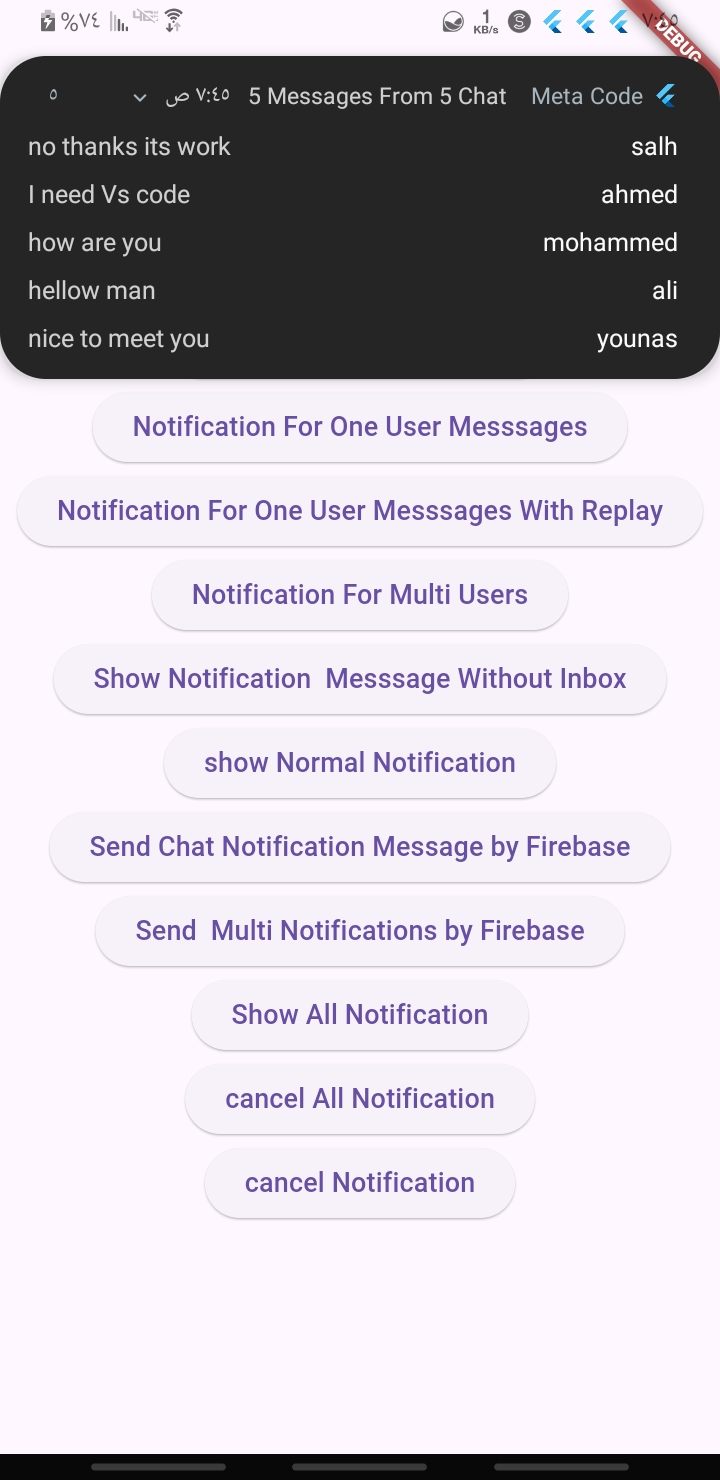 %٧٤ 1 KB/s S ٧:٤٥
DEBUG
Meta Code 5 Messages From 5 Chat ٧:٤٥ ص ٥
salh no thanks its work
ahmed I need Vs code
mohammed how are you
ali hellow man
younas nice to meet you
Notification For One User Messsages
Notification For One User Messsages With Replay
Notification For Multi Users
Show Notification  Messsage Without Inbox
show Normal Notification
Send Chat Notification Message by Firebase
Send  Multi Notifications by Firebase
Show All Notification
cancel All Notification
cancel Notification